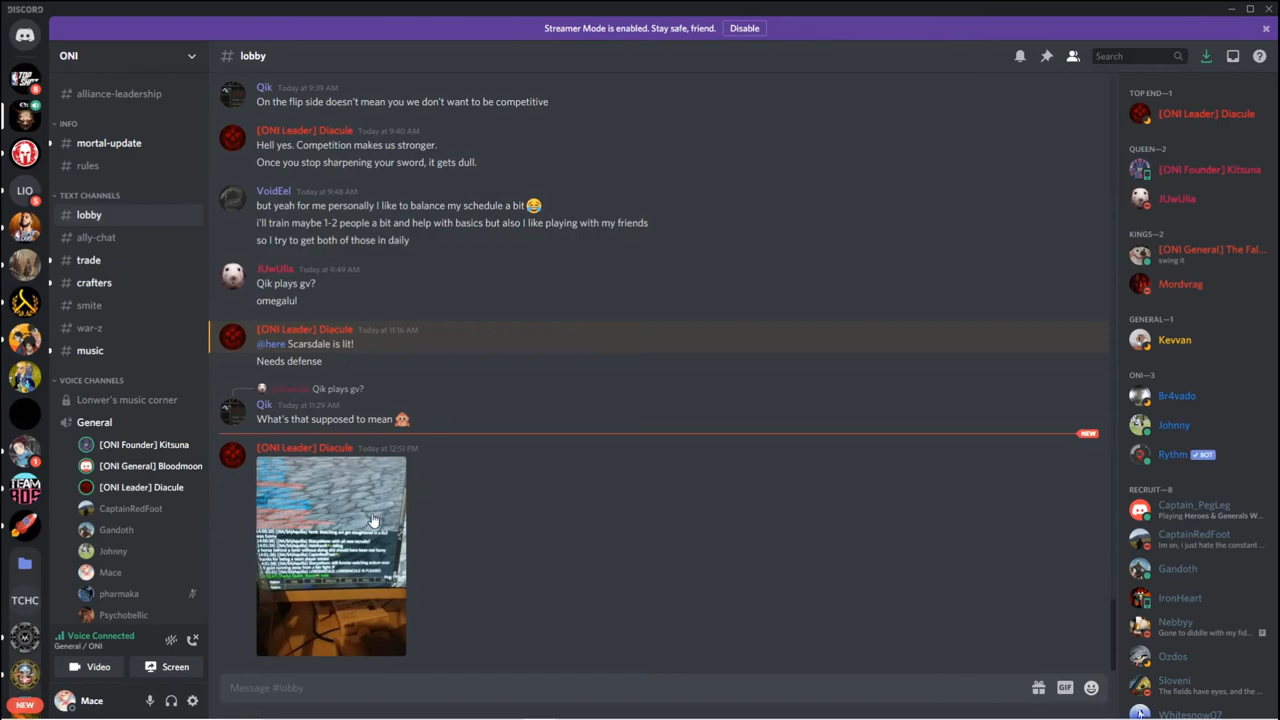 DISCORD
Streamer Mode is enabled. Stay safe, friend.
Disable
ONI
alliance-leadership
INFO
mortal-update
rules
TEXT CHANNELS
lobby
ally-chat
trade
crafters
smite
war-z
music
VOICE CHANNELS
Lonwer's music corner
General
[ONI Founder] Kitsuna
[ONI General] Bloodmoon
[ONI Leader] Diacule
CaptainRedFoot
Gandoth
Johnny
Mace
pharmaka
Psychobellic
Voice Connected
General / ONI
Video
Screen
Mace
8
LIO
5
1
TCHC
NEW
# lobby
Search
Qik Today at 9:39 AM
On the flip side doesn't mean you we don't want to be competitive
[ONI Leader] Diacule Today at 9:40 AM
Hell yes. Competition makes us stronger.
Once you stop sharpening your sword, it gets dull.
VoidEel Today at 9:48 AM
but yeah for me personally I like to balance my schedule a bit 😂
i'll train maybe 1-2 people a bit and help with basics but also I like playing with my friends
so I try to get both of those in daily
JUwUlia Today at 9:49 AM
Qik plays gv?
omegalul
[ONI Leader] Diacule Today at 11:16 AM
@here Scarsdale is lit!
Needs defense
Qik plays gv?
Qik Today at 11:29 AM
What's that supposed to mean 🙊
NEW
[ONI Leader] Diacule Today at 12:51 PM
Message #lobby
GIF
TOP END—1
[ONI Leader] Diacule
QUEEN—2
[ONI Founder] Kitsuna
JUwUlia
KINGS—2
[ONI General] The Fal...
swing it
Mordvrag
GENERAL—1
Kevvan
ONI—3
Br4vado
Johnny
Rythm ✓ BOT
RECRUIT—8
Captain_PegLeg
Playing Heroes & Generals W...
CaptainRedFoot
Im on, i just hate the constant ...
Gandoth
IronHeart
Nebbyy
Gone to diddle with my fid...
Ozdos
Sloveni
The fields have eyes, and the ...
Whitesnow07